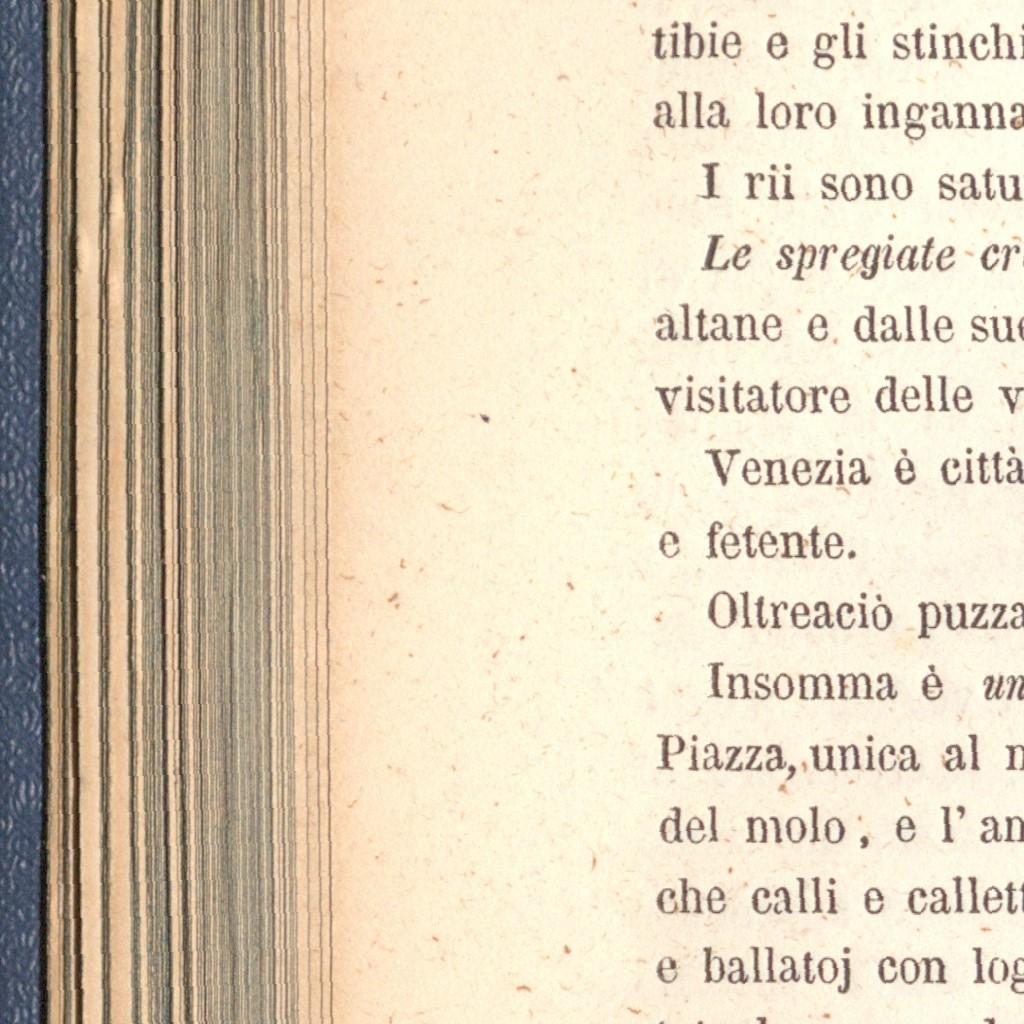 tibie e gli stinchi
alla loro inganna
I rii sono satu
Le spregiate cr
altane e dalle sue
visitatore delle v
Venezia è città
e fetente.
Oltreaciò puzza
Insomma è un
Piazza, unica al m
del molo, e l' an
che calli e callett
e ballatoj con log